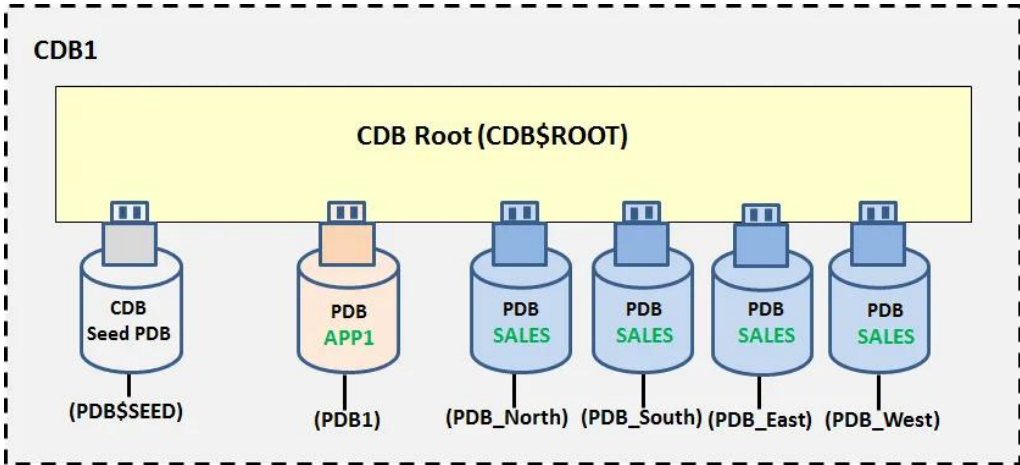 CDB1
CDB Root (CDB$ROOT)
CDB
Seed PDB
PDB
APP1
PDB
SALES
PDB
SALES
PDB
SALES
PDB
SALES
(PDB$SEED)
(PDB1)
(PDB_North)
(PDB_South)
(PDB_East)
(PDB_West)